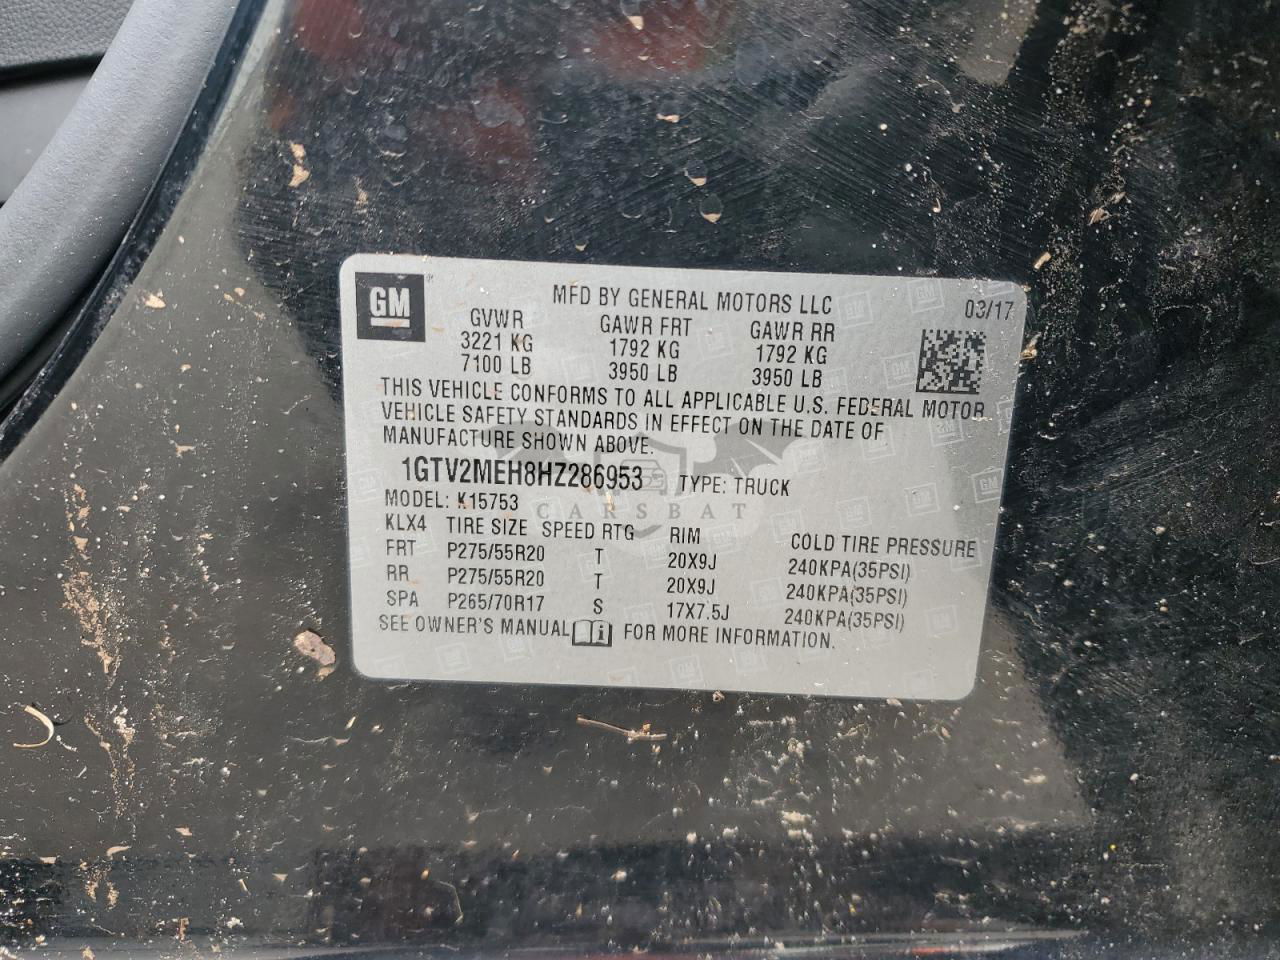 GM
MFD BY GENERAL MOTORS LLC 03/17
GVWR GAWR FRT GAWR RR
3221 KG 1792 KG 1792 KG
7100 LB 3950 LB 3950 LB
THIS VEHICLE CONFORMS TO ALL APPLICABLE U.S. FEDERAL MOTOR
VEHICLE SAFETY STANDARDS IN EFFECT ON THE DATE OF
MANUFACTURE SHOWN ABOVE.
1GTV2MEH8HZ286953 TYPE: TRUCK
MODEL: K15753
CARSBAT
KLX4 TIRE SIZE SPEED RTG RIM COLD TIRE PRESSURE
FRT P275/55R20 T 20X9J 240KPA(35PSI)
RR P275/55R20 T 20X9J 240KPA(35PSI)
SPA P265/70R17 S 17X7.5J 240KPA(35PSI)
SEE OWNER'S MANUAL FOR MORE INFORMATION.